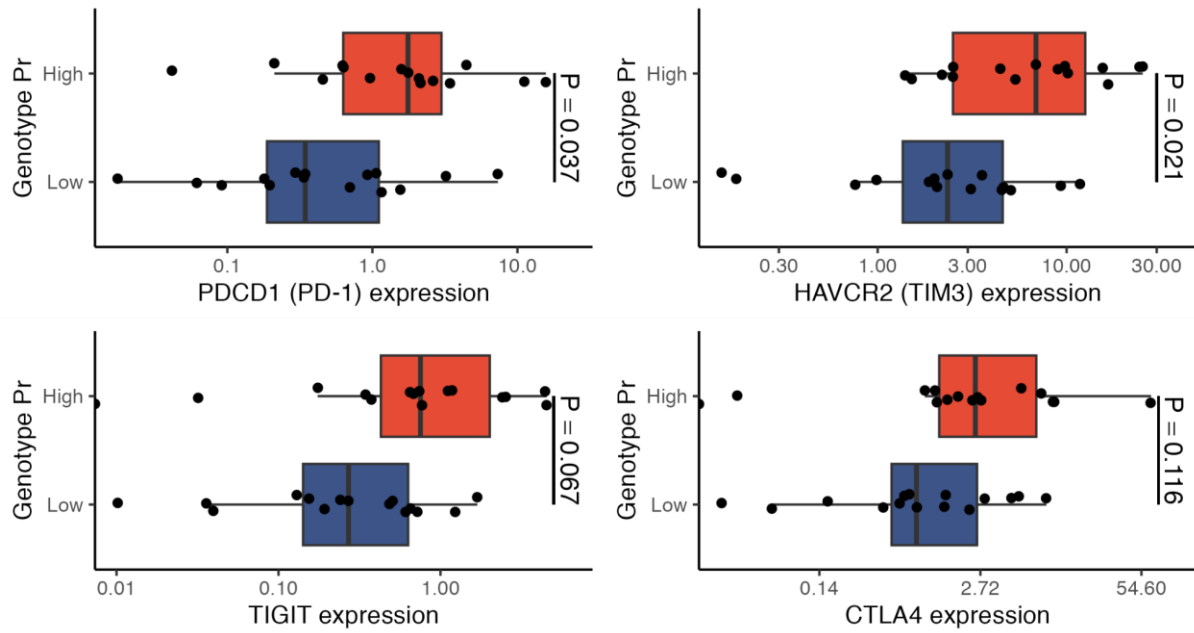 Genotype Pr
High
Low
P = 0.037
0.1 1.0 10.0
PDCD1 (PD-1) expression
Genotype Pr
High
Low
P = 0.021
0.30 1.00 3.00 10.00 30.00
HAVCR2 (TIM3) expression
Genotype Pr
High
Low
P = 0.067
0.01 0.10 1.00
TIGIT expression
Genotype Pr
High
Low
P = 0.116
0.14 2.72 54.60
CTLA4 expression